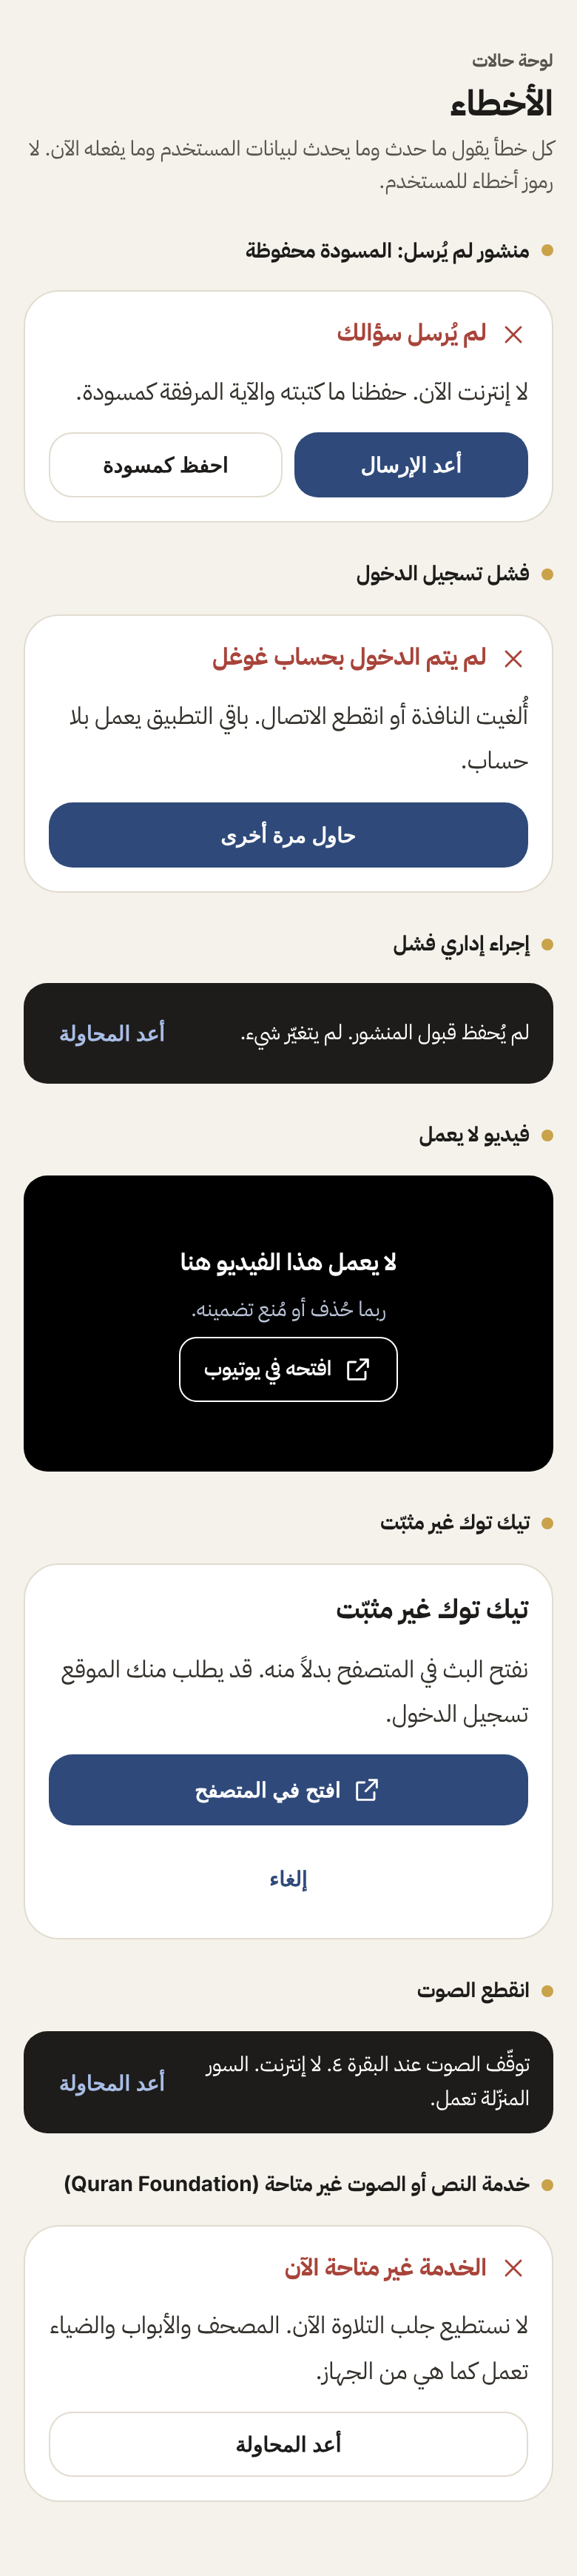 لوحة حالات
الأخطاء
كل خطأ يقول ما حدث وما يحدث لبيانات المستخدم وما يفعله الآن. لا
رموز أخطاء للمستخدم.
منشور لم يُرسل: المسودة محفوظة
لم يُرسل سؤالك
لا إنترنت الآن. حفظنا ما كتبته والآية المرفقة كمسودة.
أعد الإرسال
احفظ كمسودة
فشل تسجيل الدخول
لم يتم الدخول بحساب غوغل
أُلغيت النافذة أو انقطع الاتصال. باقي التطبيق يعمل بلا
حساب.
حاول مرة أخرى
إجراء إداري فشل
لم يُحفظ قبول المنشور. لم يتغيّر شيء.
أعد المحاولة
فيديو لا يعمل
لا يعمل هذا الفيديو هنا
ربما حُذف أو مُنع تضمينه.
افتحه في يوتيوب
تيك توك غير مثبّت
تيك توك غير مثبّت
نفتح البث في المتصفح بدلاً منه. قد يطلب منك الموقع
تسجيل الدخول.
افتح في المتصفح
إلغاء
انقطع الصوت
توقّف الصوت عند البقرة ٤. لا إنترنت. السور
المنزّلة تعمل.
أعد المحاولة
خدمة النص أو الصوت غير متاحة (Quran Foundation)
الخدمة غير متاحة الآن
لا نستطيع جلب التلاوة الآن. المصحف والأبواب والضياء
تعمل كما هي من الجهاز.
أعد المحاولة